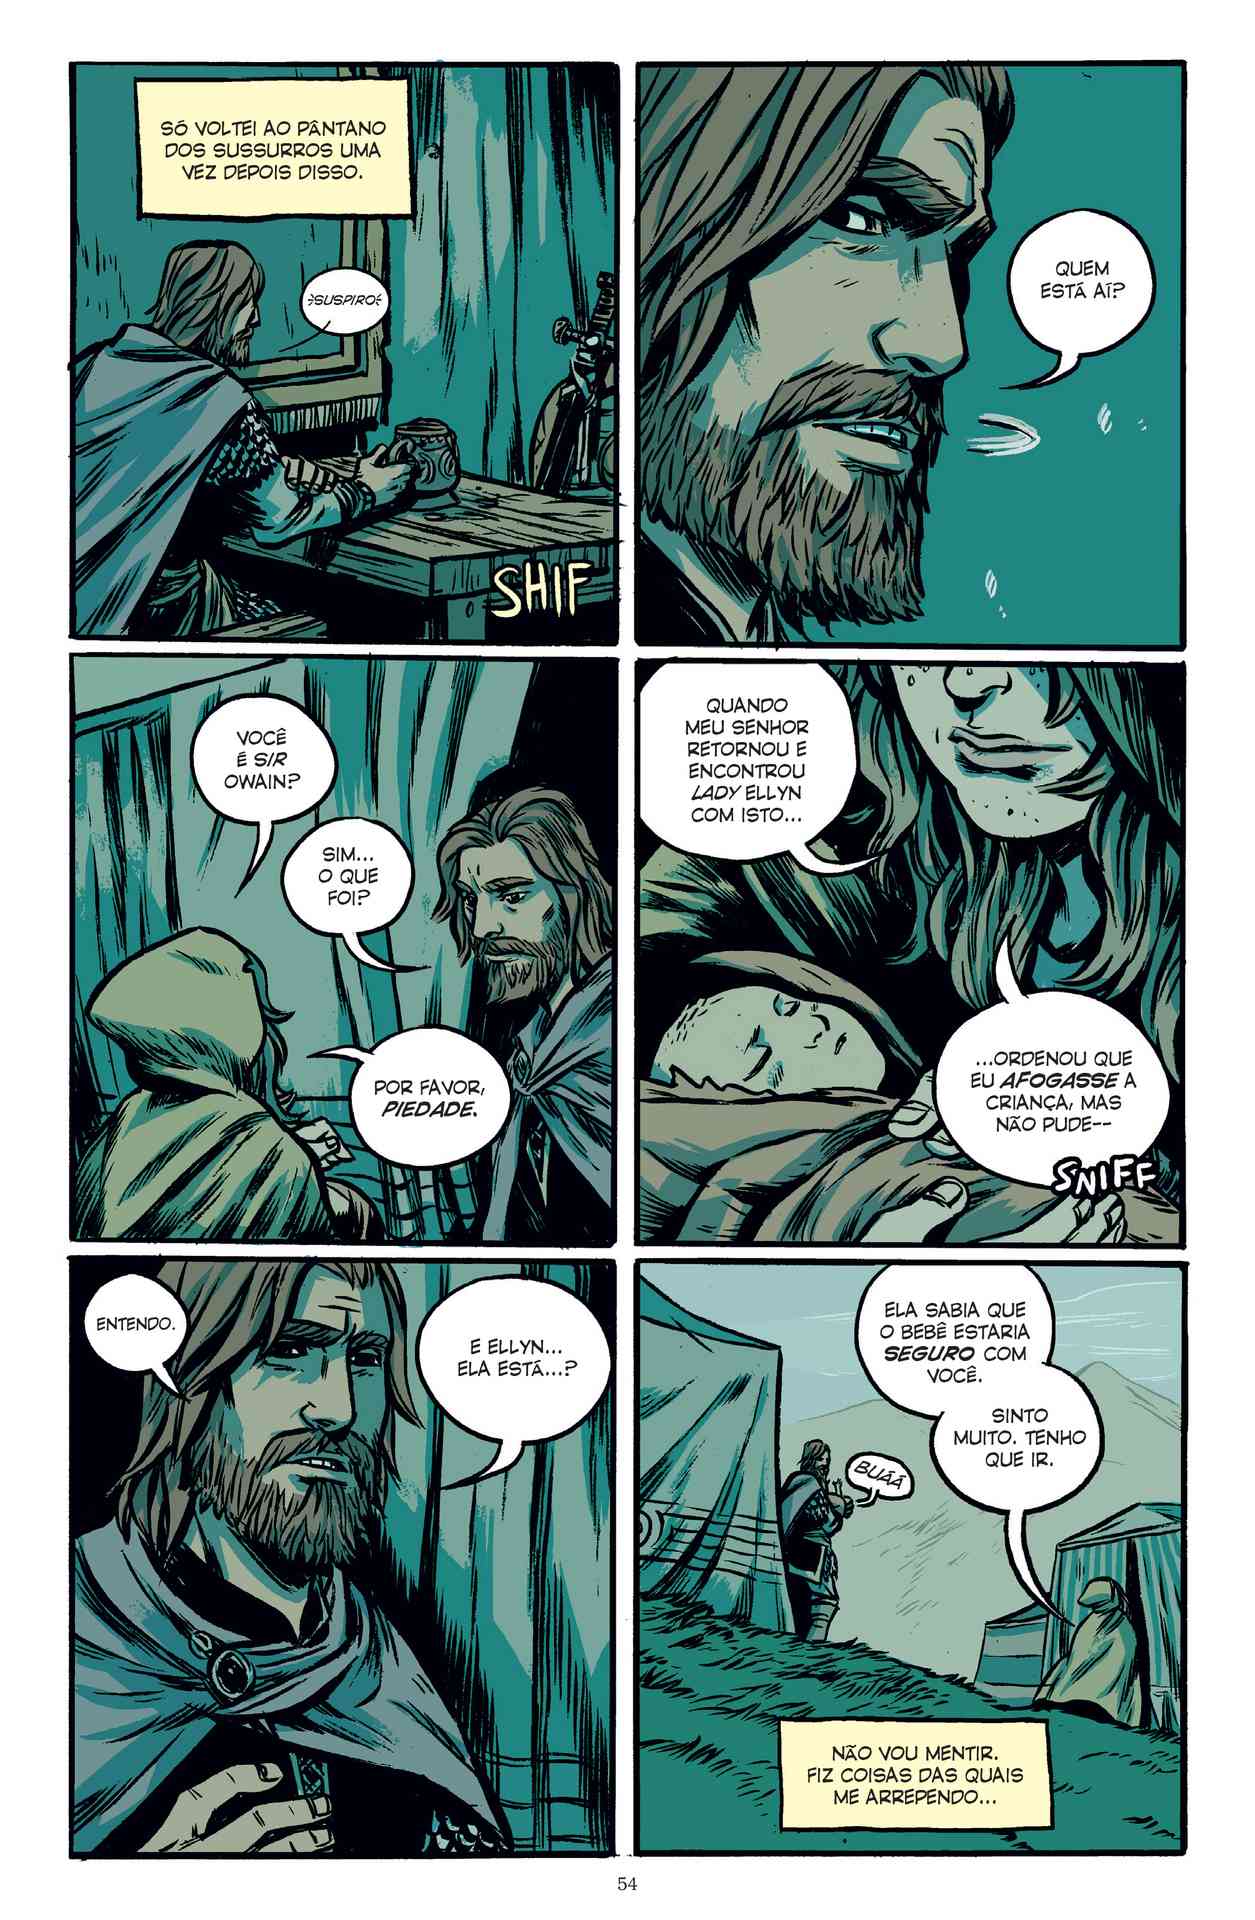 SÓ VOLTEI AO PÂNTANO
DOS SUSSURROS UMA
VEZ DEPOIS DISSO.
SUSPIRO
SHIF
QUEM
ESTÁ AÍ?
VOCÊ
É SIR
OWAIN?
SIM...
O QUE
FOI?
POR FAVOR,
PIEDADE.
QUANDO
MEU SENHOR
RETORNOU E
ENCONTROU
LADY ELLYN
COM ISTO...
...ORDENOU QUE
EU AFOGASSE A
CRIANÇA, MAS
NÃO PUDE--
SNIFF
ENTENDO.
E ELLYN...
ELA ESTÁ...?
ELA SABIA QUE
O BEBÊ ESTARIA
SEGURO COM
VOCÊ.
SINTO
MUITO. TENHO
QUE IR.
BUÁÁ
NÃO VOU MENTIR.
FIZ COISAS DAS QUAIS
ME ARREPENDO...
54